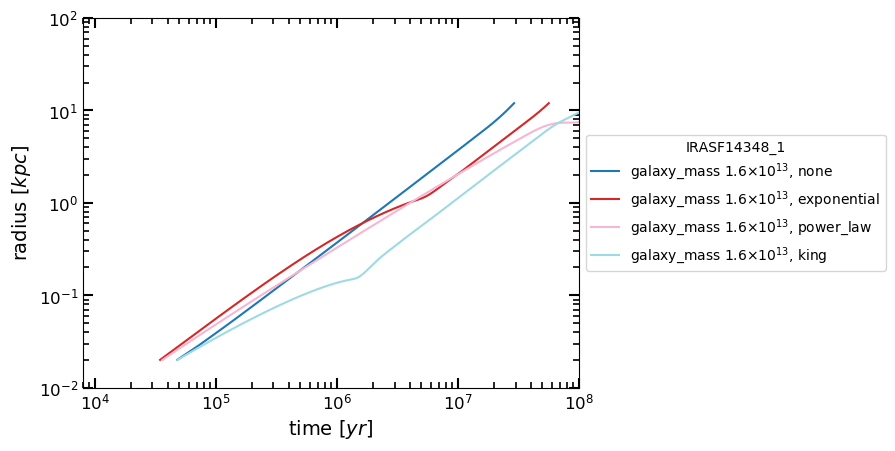 10²
10¹
10⁰
10⁻¹
10⁻²
radius [kpc]
10⁴ 10⁵ 10⁶ 10⁷ 10⁸
time [yr]
IRASF14348_1
galaxy_mass 1.6×10¹³, none
galaxy_mass 1.6×10¹³, exponential
galaxy_mass 1.6×10¹³, power_law
galaxy_mass 1.6×10¹³, king